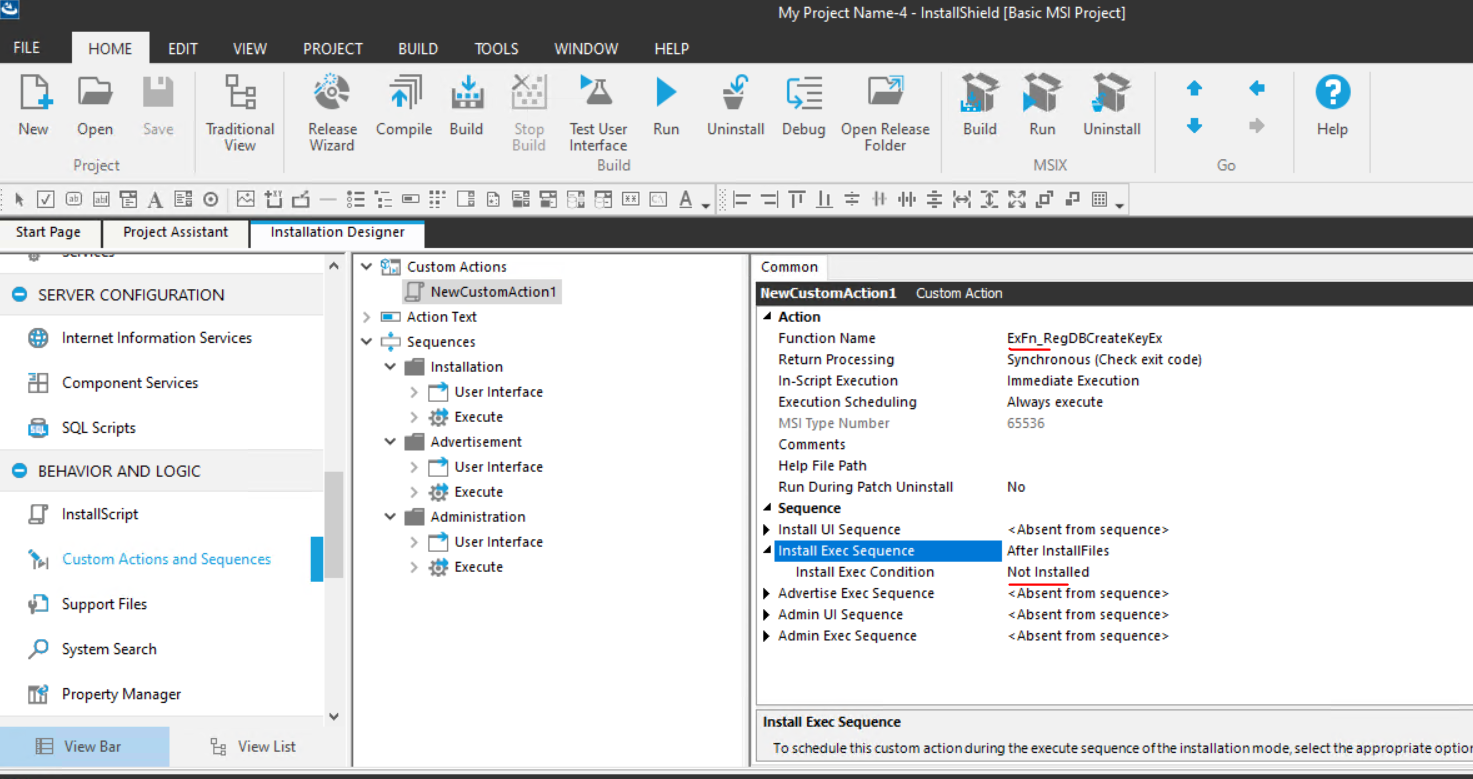 My Project Name-4 - InstallShield [Basic MSI Project]
FILE HOME EDIT VIEW PROJECT BUILD TOOLS WINDOW HELP
New Open Save Traditional View Release Wizard Compile Build Stop Build Test User Interface Run Uninstall Debug Open Release Folder Build Run Uninstall Help
Project Build MSIX Go
Start Page Project Assistant Installation Designer
Services
SERVER CONFIGURATION
Internet Information Services
Component Services
SQL Scripts
BEHAVIOR AND LOGIC
InstallScript
Custom Actions and Sequences
Support Files
System Search
Property Manager
View Bar View List
Custom Actions
NewCustomAction1
Action Text
Sequences
Installation
User Interface
Execute
Advertisement
User Interface
Execute
Administration
User Interface
Execute
Common
NewCustomAction1 Custom Action
Action
Function Name ExFn_RegDBCreateKeyEx
Return Processing Synchronous (Check exit code)
In-Script Execution Immediate Execution
Execution Scheduling Always execute
MSI Type Number 65536
Comments
Help File Path
Run During Patch Uninstall No
Sequence
Install UI Sequence <Absent from sequence>
Install Exec Sequence After InstallFiles
Install Exec Condition Not Installed
Advertise Exec Sequence <Absent from sequence>
Admin UI Sequence <Absent from sequence>
Admin Exec Sequence <Absent from sequence>
Install Exec Sequence
To schedule this custom action during the execute sequence of the installation mode, select the appropriate optio